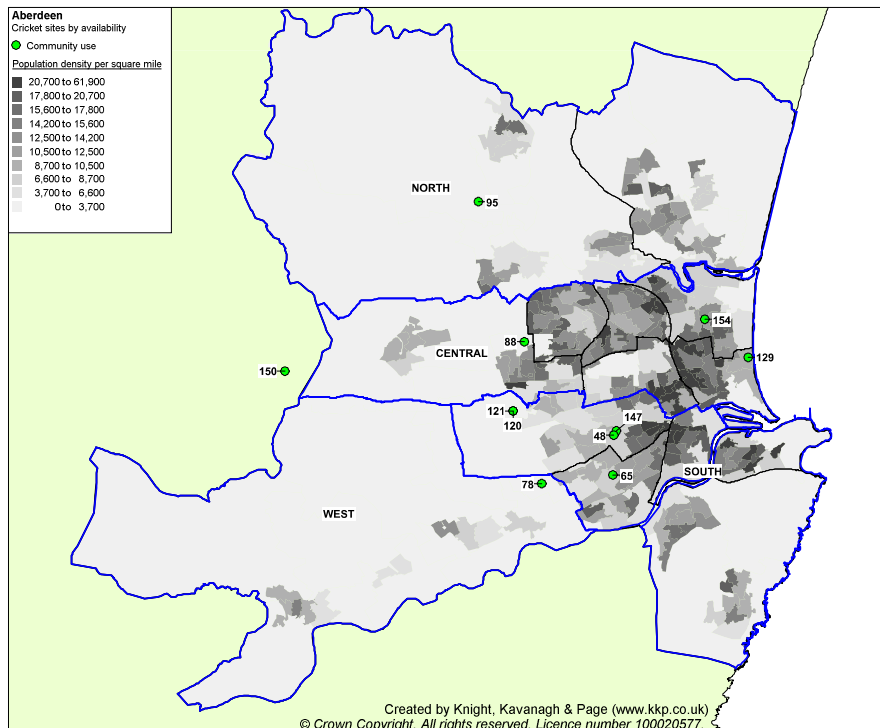 Aberdeen
Cricket sites by availability
Community use
Population density per square mile
20,700 to 61,900
17,800 to 20,700
15,600 to 17,800
14,200 to 15,600
12,500 to 14,200
10,500 to 12,500
8,700 to 10,500
6,600 to 8,700
3,700 to 6,600
0 to 3,700
NORTH
95
154
88
CENTRAL
129
150
121
147
120
48
SOUTH
65
78
WEST
Created by Knight, Kavanagh & Page (www.kkp.co.uk)
© Crown Copyright. All rights reserved. Licence number 100020577.